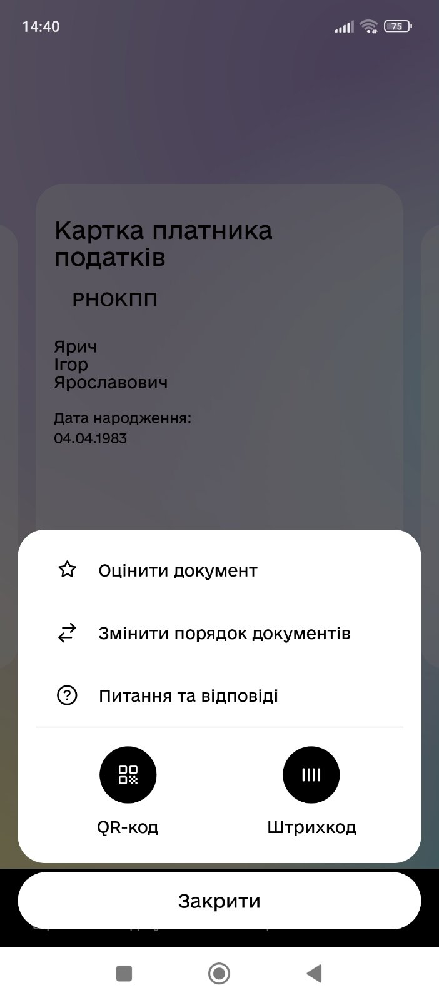 14:40
75
Картка платника
податків
РНОКПП
Ярич
Ігор
Ярославович
Дата народження:
04.04.1983
Оцінити документ
Змінити порядок документів
Питання та відповіді
QR-код
Штрихкод
Закрити